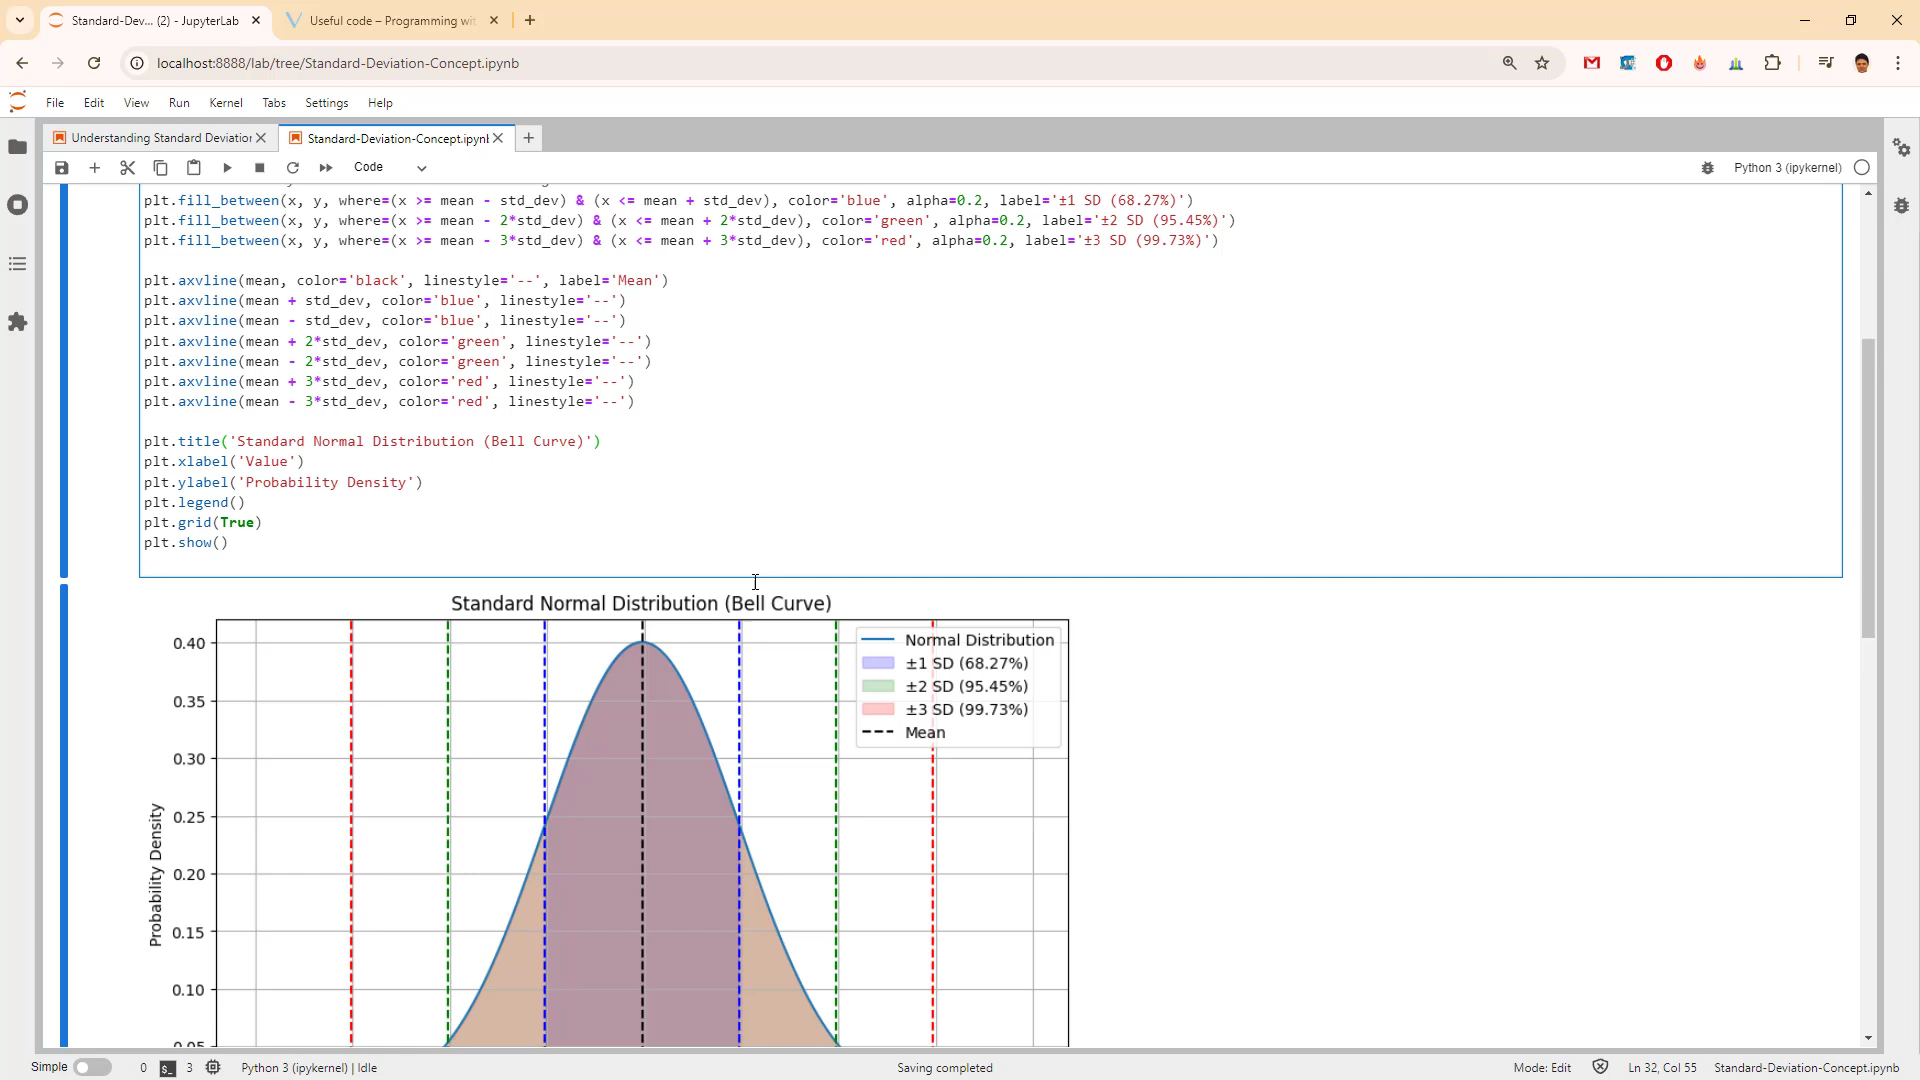 Standard-Dev... (2) - JupyterLab
Useful code – Programming wit
localhost:8888/lab/tree/Standard-Deviation-Concept.ipynb
File Edit View Run Kernel Tabs Settings Help
Understanding Standard Deviation
Standard-Deviation-Concept.ipynb
Code
Python 3 (ipykernel)
plt.fill_between(x, y, where=(x >= mean - std_dev) & (x <= mean + std_dev), color='blue', alpha=0.2, label='±1 SD (68.27%)')
plt.fill_between(x, y, where=(x >= mean - 2*std_dev) & (x <= mean + 2*std_dev), color='green', alpha=0.2, label='±2 SD (95.45%)')
plt.fill_between(x, y, where=(x >= mean - 3*std_dev) & (x <= mean + 3*std_dev), color='red', alpha=0.2, label='±3 SD (99.73%)')
plt.axvline(mean, color='black', linestyle='--', label='Mean')
plt.axvline(mean + std_dev, color='blue', linestyle='--')
plt.axvline(mean - std_dev, color='blue', linestyle='--')
plt.axvline(mean + 2*std_dev, color='green', linestyle='--')
plt.axvline(mean - 2*std_dev, color='green', linestyle='--')
plt.axvline(mean + 3*std_dev, color='red', linestyle='--')
plt.axvline(mean - 3*std_dev, color='red', linestyle='--')
plt.title('Standard Normal Distribution (Bell Curve)')
plt.xlabel('Value')
plt.ylabel('Probability Density')
plt.legend()
plt.grid(True)
plt.show()
Standard Normal Distribution (Bell Curve)
Normal Distribution
±1 SD (68.27%)
±2 SD (95.45%)
±3 SD (99.73%)
Mean
0.40
0.35
0.30
0.25
0.20
0.15
0.10
0.05
Probability Density
Simple 0 3 Python 3 (ipykernel) | Idle
Saving completed
Mode: Edit Ln 32, Col 55 Standard-Deviation-Concept.ipynb